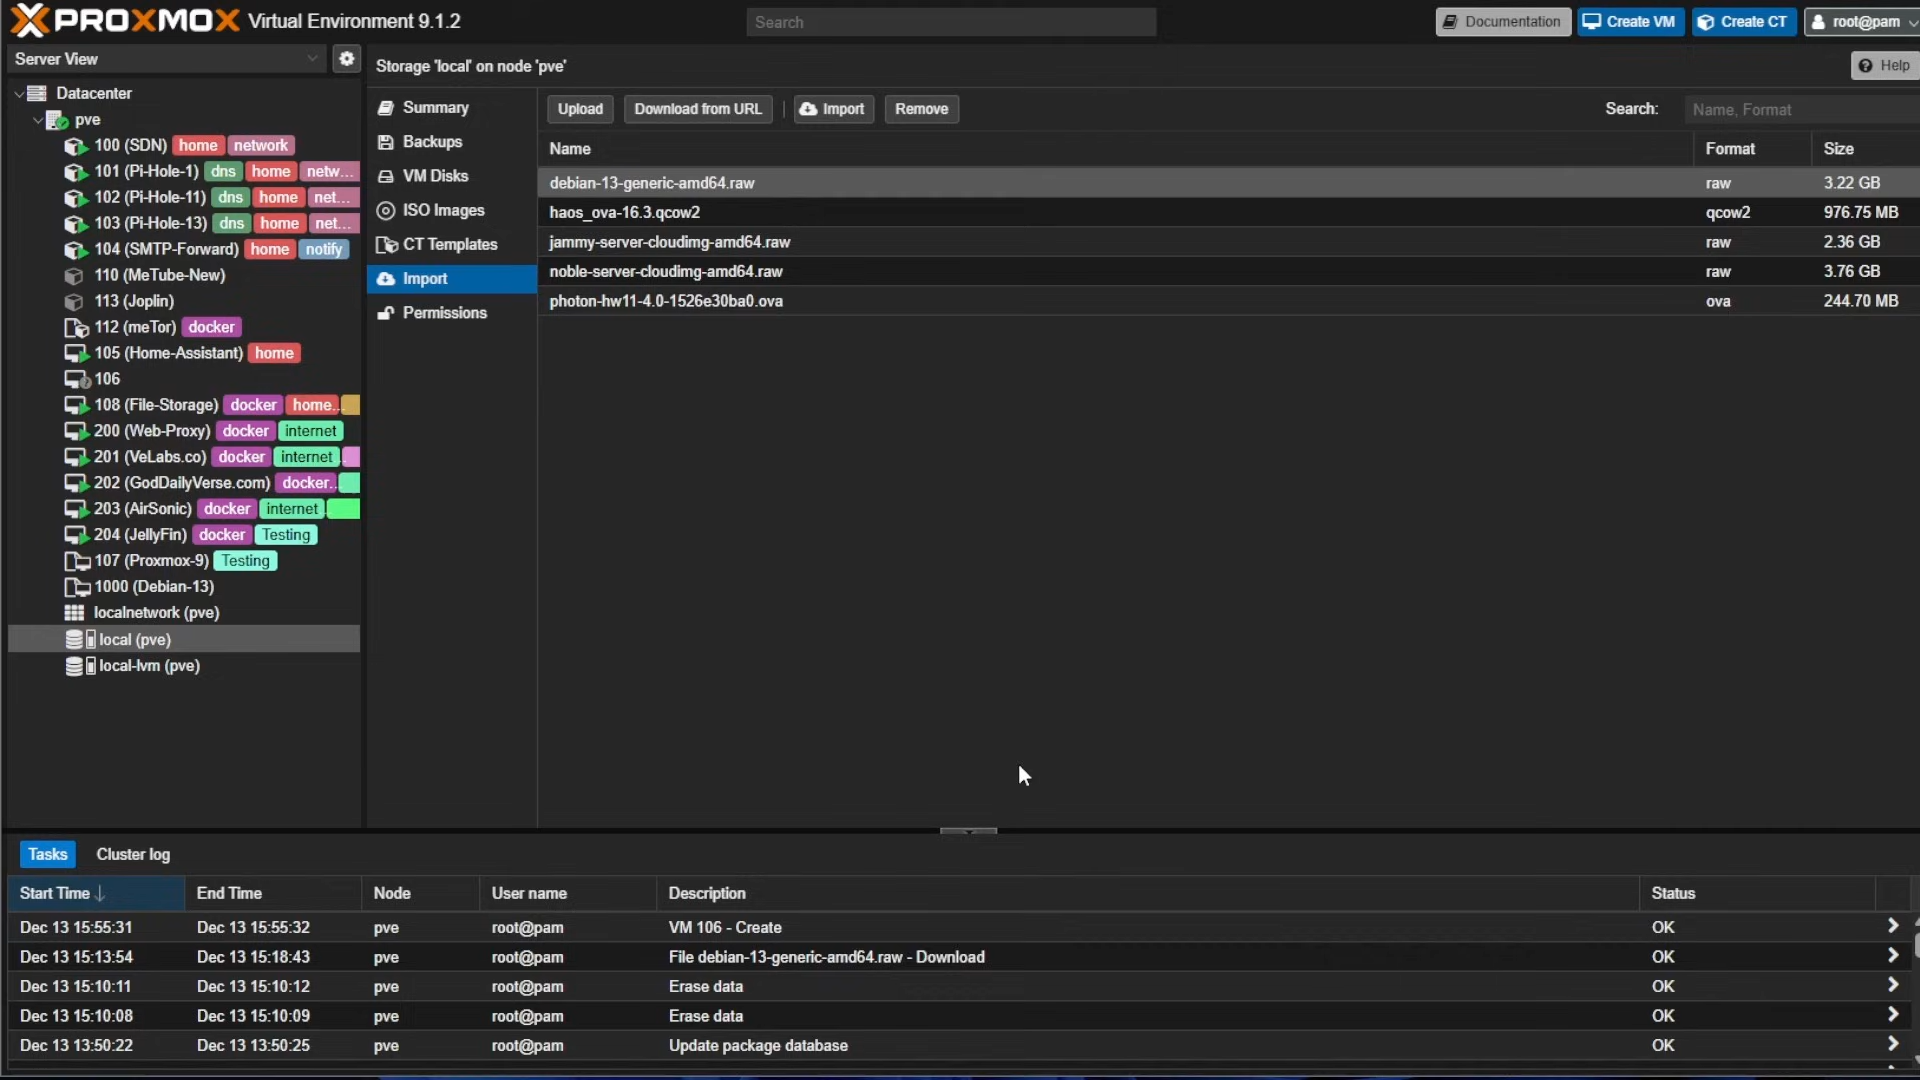 PROXMOX Virtual Environment 9.1.2
Search
Documentation
Create VM
Create CT
root@pam
Server View
Storage 'local' on node 'pve'
Help
Datacenter
pve
100 (SDN) home network
101 (Pi-Hole-1) dns home netw...
102 (Pi-Hole-11) dns home net...
103 (Pi-Hole-13) dns home net...
104 (SMTP-Forward) home notify
110 (MeTube-New)
113 (Joplin)
112 (meTor) docker
105 (Home-Assistant) home
106
108 (File-Storage) docker home...
200 (Web-Proxy) docker internet
201 (VeLabs.co) docker internet
202 (GodDailyVerse.com) docker...
203 (AirSonic) docker internet
204 (JellyFin) docker Testing
107 (Proxmox-9) Testing
1000 (Debian-13)
localnetwork (pve)
local (pve)
local-lvm (pve)
Summary
Backups
VM Disks
ISO Images
CT Templates
Import
Permissions
Upload
Download from URL
Import
Remove
Search:
Name, Format
Name Format Size
debian-13-generic-amd64.raw raw 3.22 GB
haos_ova-16.3.qcow2 qcow2 976.75 MB
jammy-server-cloudimg-amd64.raw raw 2.36 GB
noble-server-cloudimg-amd64.raw raw 3.76 GB
photon-hw11-4.0-1526e30ba0.ova ova 244.70 MB
Tasks Cluster log
Start Time End Time Node User name Description Status
Dec 13 15:55:31 Dec 13 15:55:32 pve root@pam VM 106 - Create OK
Dec 13 15:13:54 Dec 13 15:18:43 pve root@pam File debian-13-generic-amd64.raw - Download OK
Dec 13 15:10:11 Dec 13 15:10:12 pve root@pam Erase data OK
Dec 13 15:10:08 Dec 13 15:10:09 pve root@pam Erase data OK
Dec 13 13:50:22 Dec 13 13:50:25 pve root@pam Update package database OK